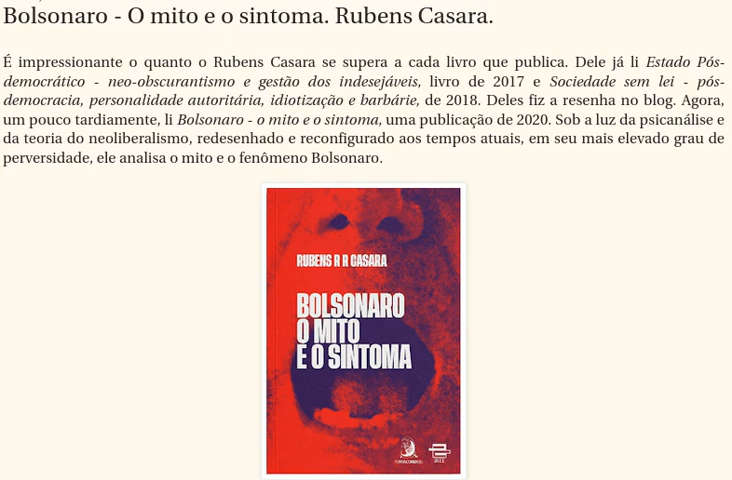 Bolsonaro - O mito e o sintoma. Rubens Casara.
É impressionante o quanto o Rubens Casara se supera a cada livro que publica. Dele já li Estado Pós-
democrático - neo-obscurantismo e gestão dos indesejáveis, livro de 2017 e Sociedade sem lei - pós-
democracia, personalidade autoritária, idiotização e barbárie, de 2018. Deles fiz a resenha no blog. Agora,
um pouco tardiamente, li Bolsonaro - o mito e o sintoma, uma publicação de 2020. Sob a luz da psicanálise e
da teoria do neoliberalismo, redesenhado e reconfigurado aos tempos atuais, em seu mais elevado grau de
perversidade, ele analisa o mito e o fenômeno Bolsonaro.
RUBENS R R CASARA
BOLSONARO
O MITO
E O SINTOMA